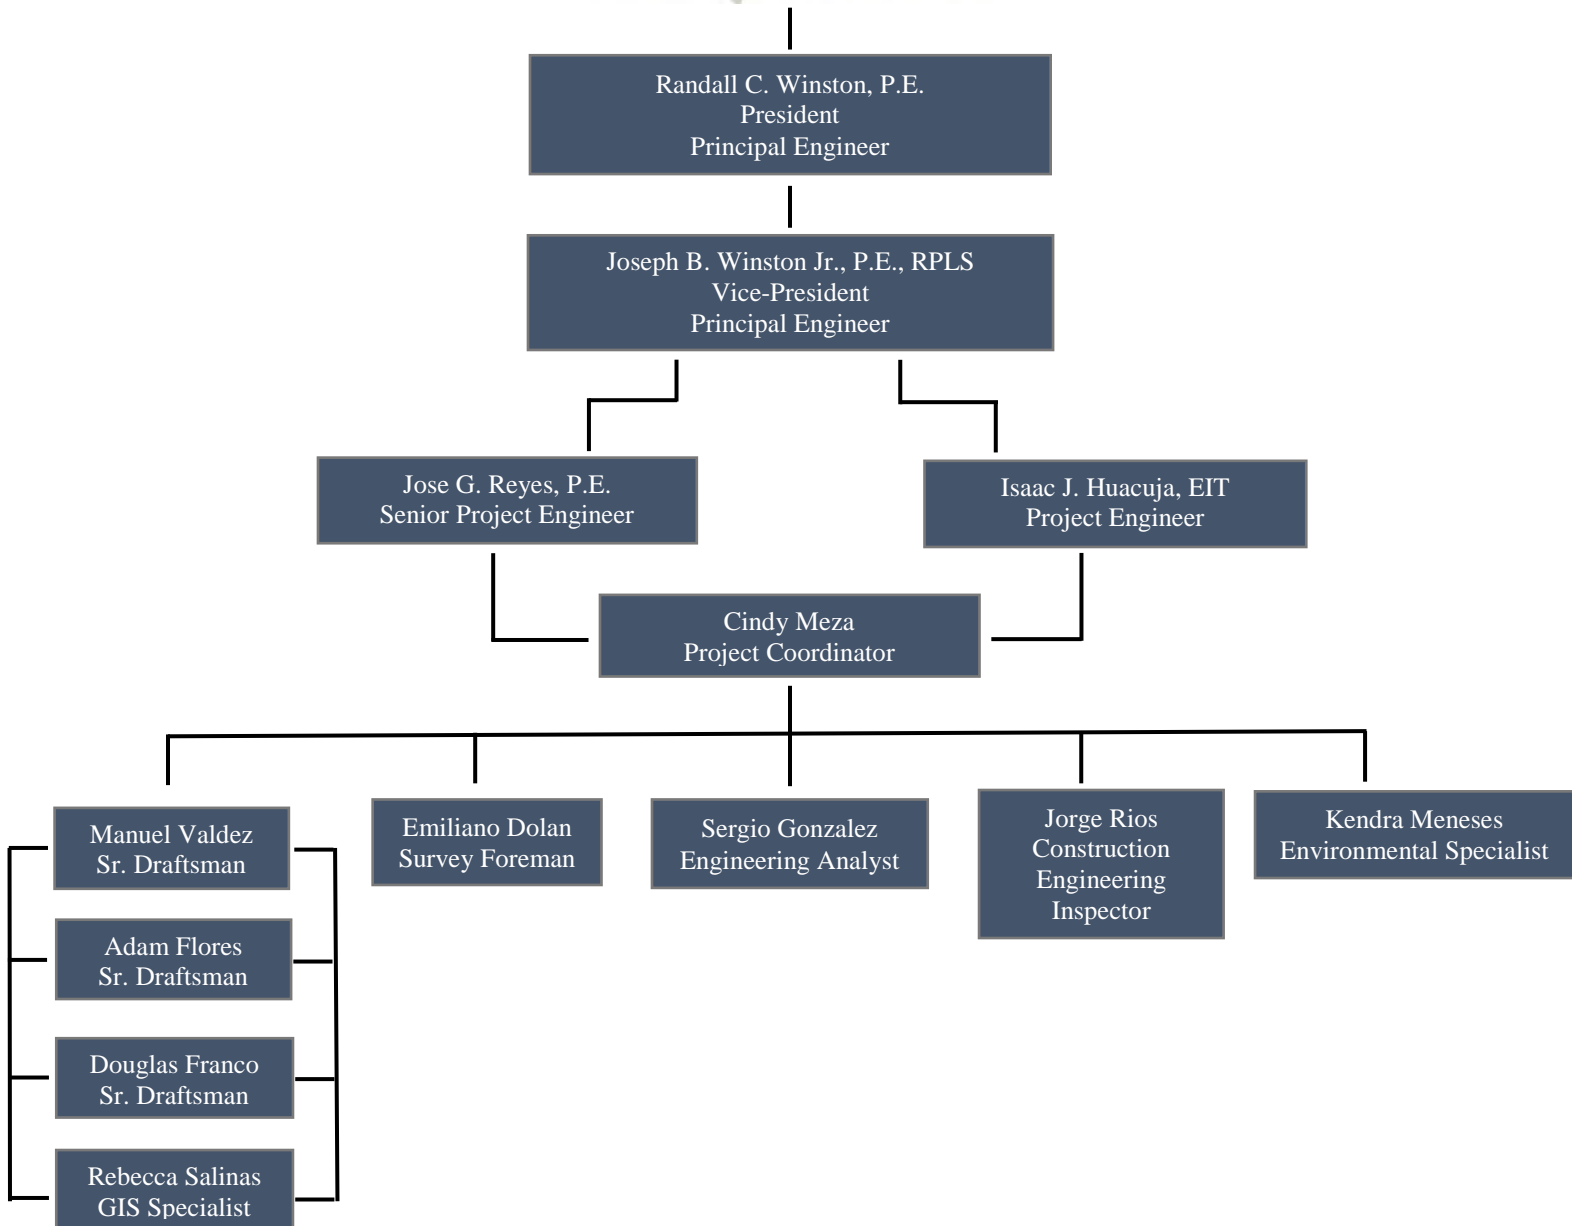 Randall C. Winston, P.E.
President
Principal Engineer
Joseph B. Winston Jr., P.E., RPLS
Vice-President
Principal Engineer
Jose G. Reyes, P.E.
Senior Project Engineer
Isaac J. Huacuja, EIT
Project Engineer
Cindy Meza
Project Coordinator
Manuel Valdez
Sr. Draftsman
Emiliano Dolan
Survey Foreman
Sergio Gonzalez
Engineering Analyst
Jorge Rios
Construction
Engineering
Inspector
Kendra Meneses
Environmental Specialist
Adam Flores
Sr. Draftsman
Douglas Franco
Sr. Draftsman
Rebecca Salinas
GIS Specialist